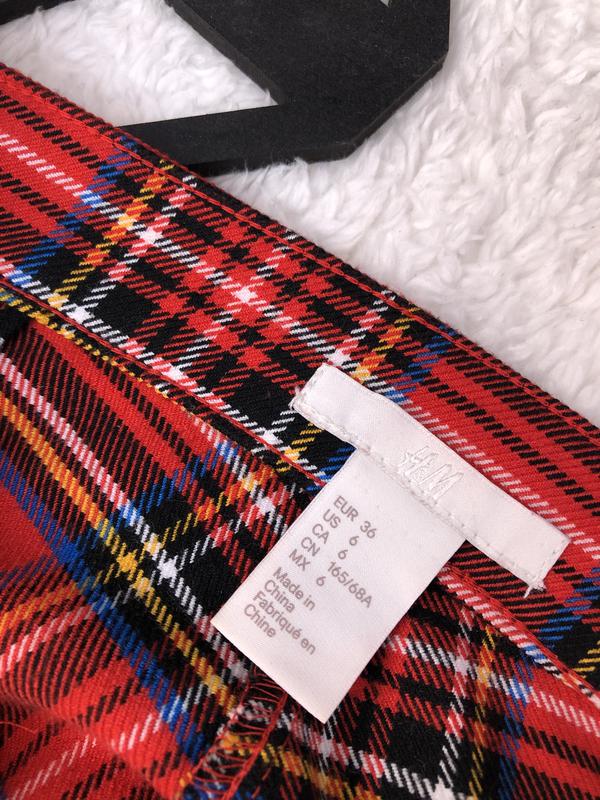 H&M
EUR 36
US 6
CA 6
CN 165/68A
MX 6
Made in
China
Fabriqué en
Chine